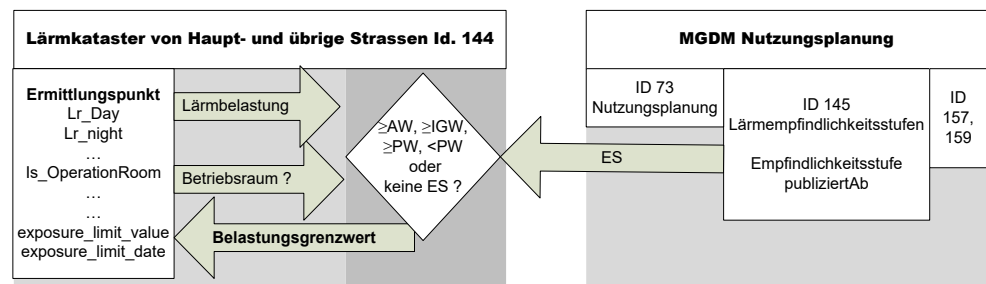 Lärmkataster von Haupt- und übrige Strassen Id. 144
Ermittlungspunkt
Lr_Day
Lr_night
…
Is_OperationRoom
…
…
exposure_limit_value
exposure_limit_date
Lärmbelastung
Betriebsraum ?
Belastungsgrenzwert
≥AW, ≥IGW,
≥PW, <PW
oder
keine ES ?
ES
MGDM Nutzungsplanung
ID 73
Nutzungsplanung
ID 145
Lärmempfindlichkeitsstufen
Empfindlichkeitsstufe
publiziertAb
ID
157,
159